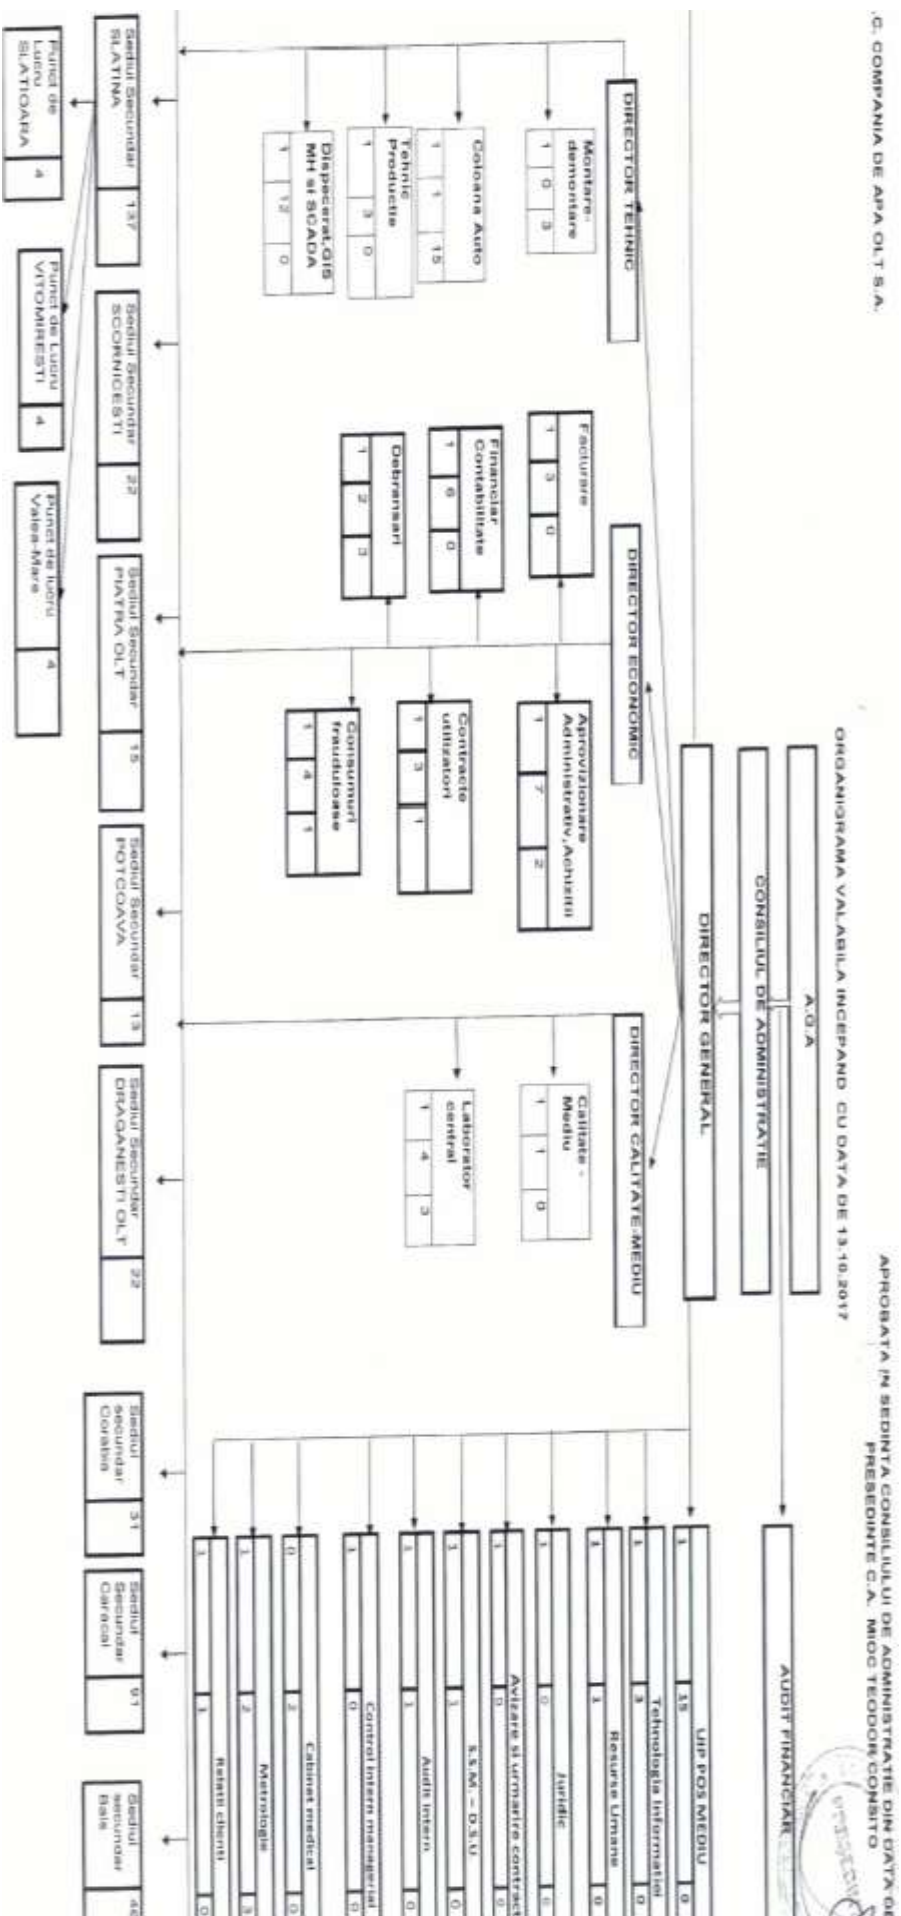 .C. COMPANIA DE APA OLT S.A.
APROBATA IN SEDINTA CONSILIULUI DE ADMINISTRATIE DIN DATA DE
PRESEDINTE C.A. MIOC TEODOR CONSITO
ORGANIGRAMA VALABILA INCEPAND CU DATA DE 13.10.2017
A.G.A
CONSILIUL DE ADMINISTRATIE
AUDIT FINANCIAR
DIRECTOR GENERAL
DIRECTOR TEHNIC
Montare-
demontare
1 0 3
Coloana Auto
1 1 15
Tehnic
Productie
1 3 0
Dispecerat,GIS
MH si SCADA
1 12 0
DIRECTOR ECONOMIC
Facturare
1 3 0
Financiar
Contabilitate
1 6 0
Debransari
1 2 3
Aprovizionare
Administrativ,Achizitii
1 7 2
Contracte
utilizatori
1 3 1
Consumuri
frauduloase
1 4 1
DIRECTOR CALITATE-MEDIU
Calitate -
Mediu
1 1 0
Laborator
central
1 4 3
UIP POS MEDIU
1 15 0
Tehnologia Informatiei
1 3 0
Resurse Umane
1 1 0
Juridic
1 0 0
Avizare si urmarire contract
1 0 0
S.S.M. – D.S.U
1 1 0
Audit intern
1 1 0
Control intern managerial
1 0 0
Cabinet medical
0 2 0
Metrologie
1 2 3
Relatii clienti
1 1 0
Sediul Secundar
SLATINA
137
Sediul Secundar
SCORNICESTI
22
Sediul Secundar
PIATRA OLT
15
Sediul Secundar
POTCOAVA
13
Sediul Secundar
DRAGANESTI OLT
22
Sediul
secundar
Corabia
31
Sediul
Secundar
Caracal
91
Sediul
secundar
Bals
Punct de
Lucru
SLATIOARA
4
Punct de Lucru
VITOMIRESTI
4
Punct de lucru
Valea-Mare
4